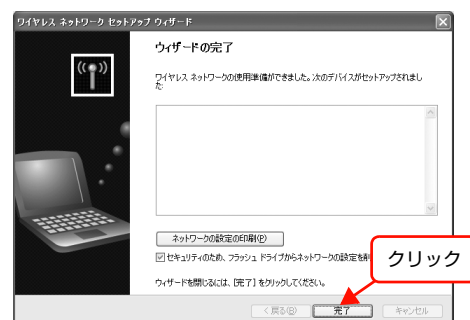 ワイヤレス ネットワーク セットアップ ウィザード
ウィザードの完了
ワイヤレス ネットワークの使用準備ができました。次のデバイスがセットアップされまし
た:
ネットワークの設定の印刷(P)
セキュリティのため、フラッシュ ドライブからネットワークの設定を削
クリック
ウィザードを閉じるには、[完了] をクリックしてください。
< 戻る(B)
完了
キャンセル